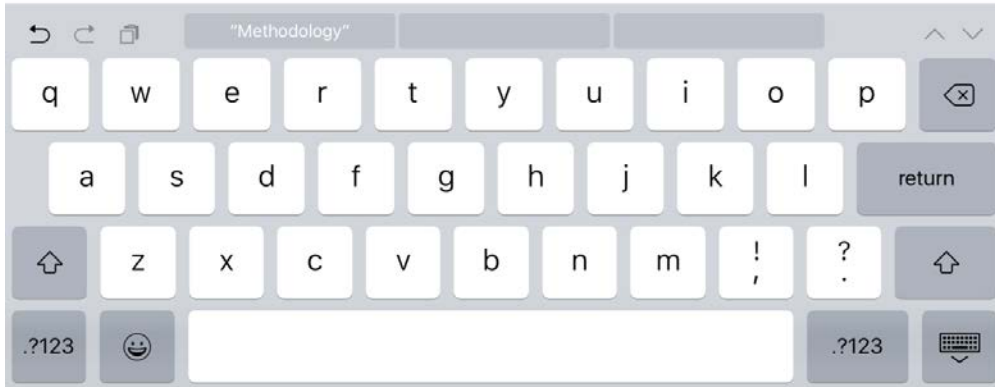 "Methodology"
q w e r t y u i o p
a s d f g h j k l return
z x c v b n m ! , ? .
.?123 .?123